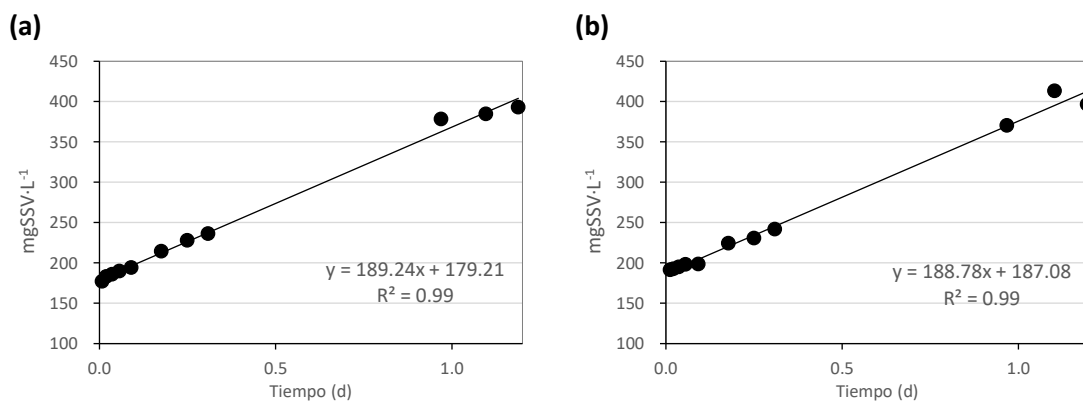 (a)
450
400
350
300
250
200
150
100
mgSSV·L⁻¹
y = 189.24x + 179.21
R² = 0.99
0.0 0.5 1.0
Tiempo (d)
(b)
450
400
350
300
250
200
150
100
mgSSV·L⁻¹
y = 188.78x + 187.08
R² = 0.99
0.0 0.5 1.0
Tiempo (d)